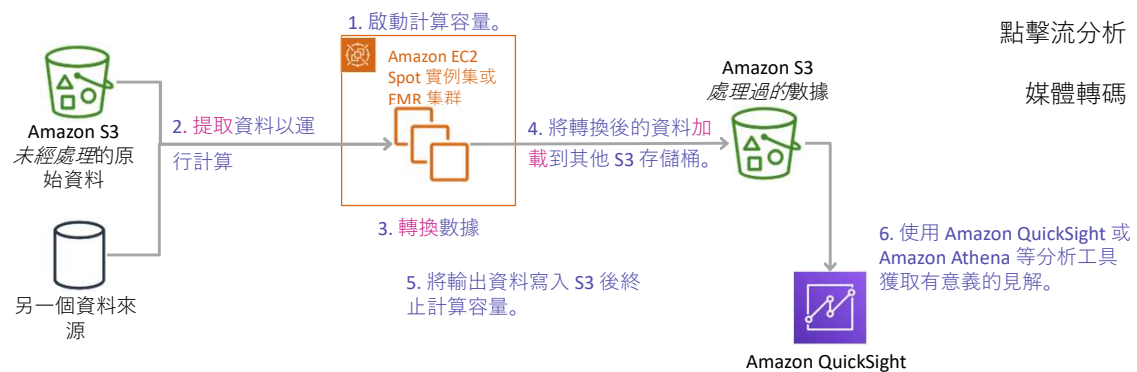 1. 啟動計算容量。
點擊流分析
媒體轉碼
Amazon EC2
Spot 實例集或
EMR 集群
Amazon S3
未經處理的原
始資料
2. 提取資料以運
行計算
4. 將轉換後的資料加
載到其他 S3 存儲桶。
Amazon S3
處理過的數據
3. 轉換數據
5. 將輸出資料寫入 S3 後終
止計算容量。
6. 使用 Amazon QuickSight 或
Amazon Athena 等分析工具
獲取有意義的見解。
另一個資料來
源
Amazon QuickSight